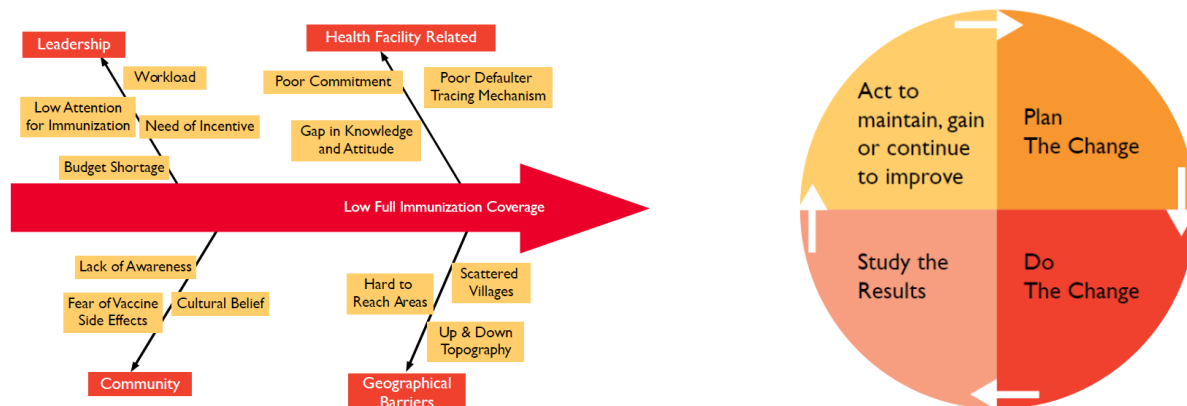 Leadership
Workload
Low Attention
for Immunization
Need of Incentive
Budget Shortage
Health Facility Related
Poor Commitment
Poor Defaulter
Tracing Mechanism
Gap in Knowledge
and Attitude
Low Full Immunization Coverage
Lack of Awareness
Fear of Vaccine
Side Effects
Cultural Belief
Community
Hard to
Reach Areas
Scattered
Villages
Up & Down
Topography
Geographical
Barriers
Act to
maintain, gain
or continue
to improve
Plan
The Change
Study the
Results
Do
The Change